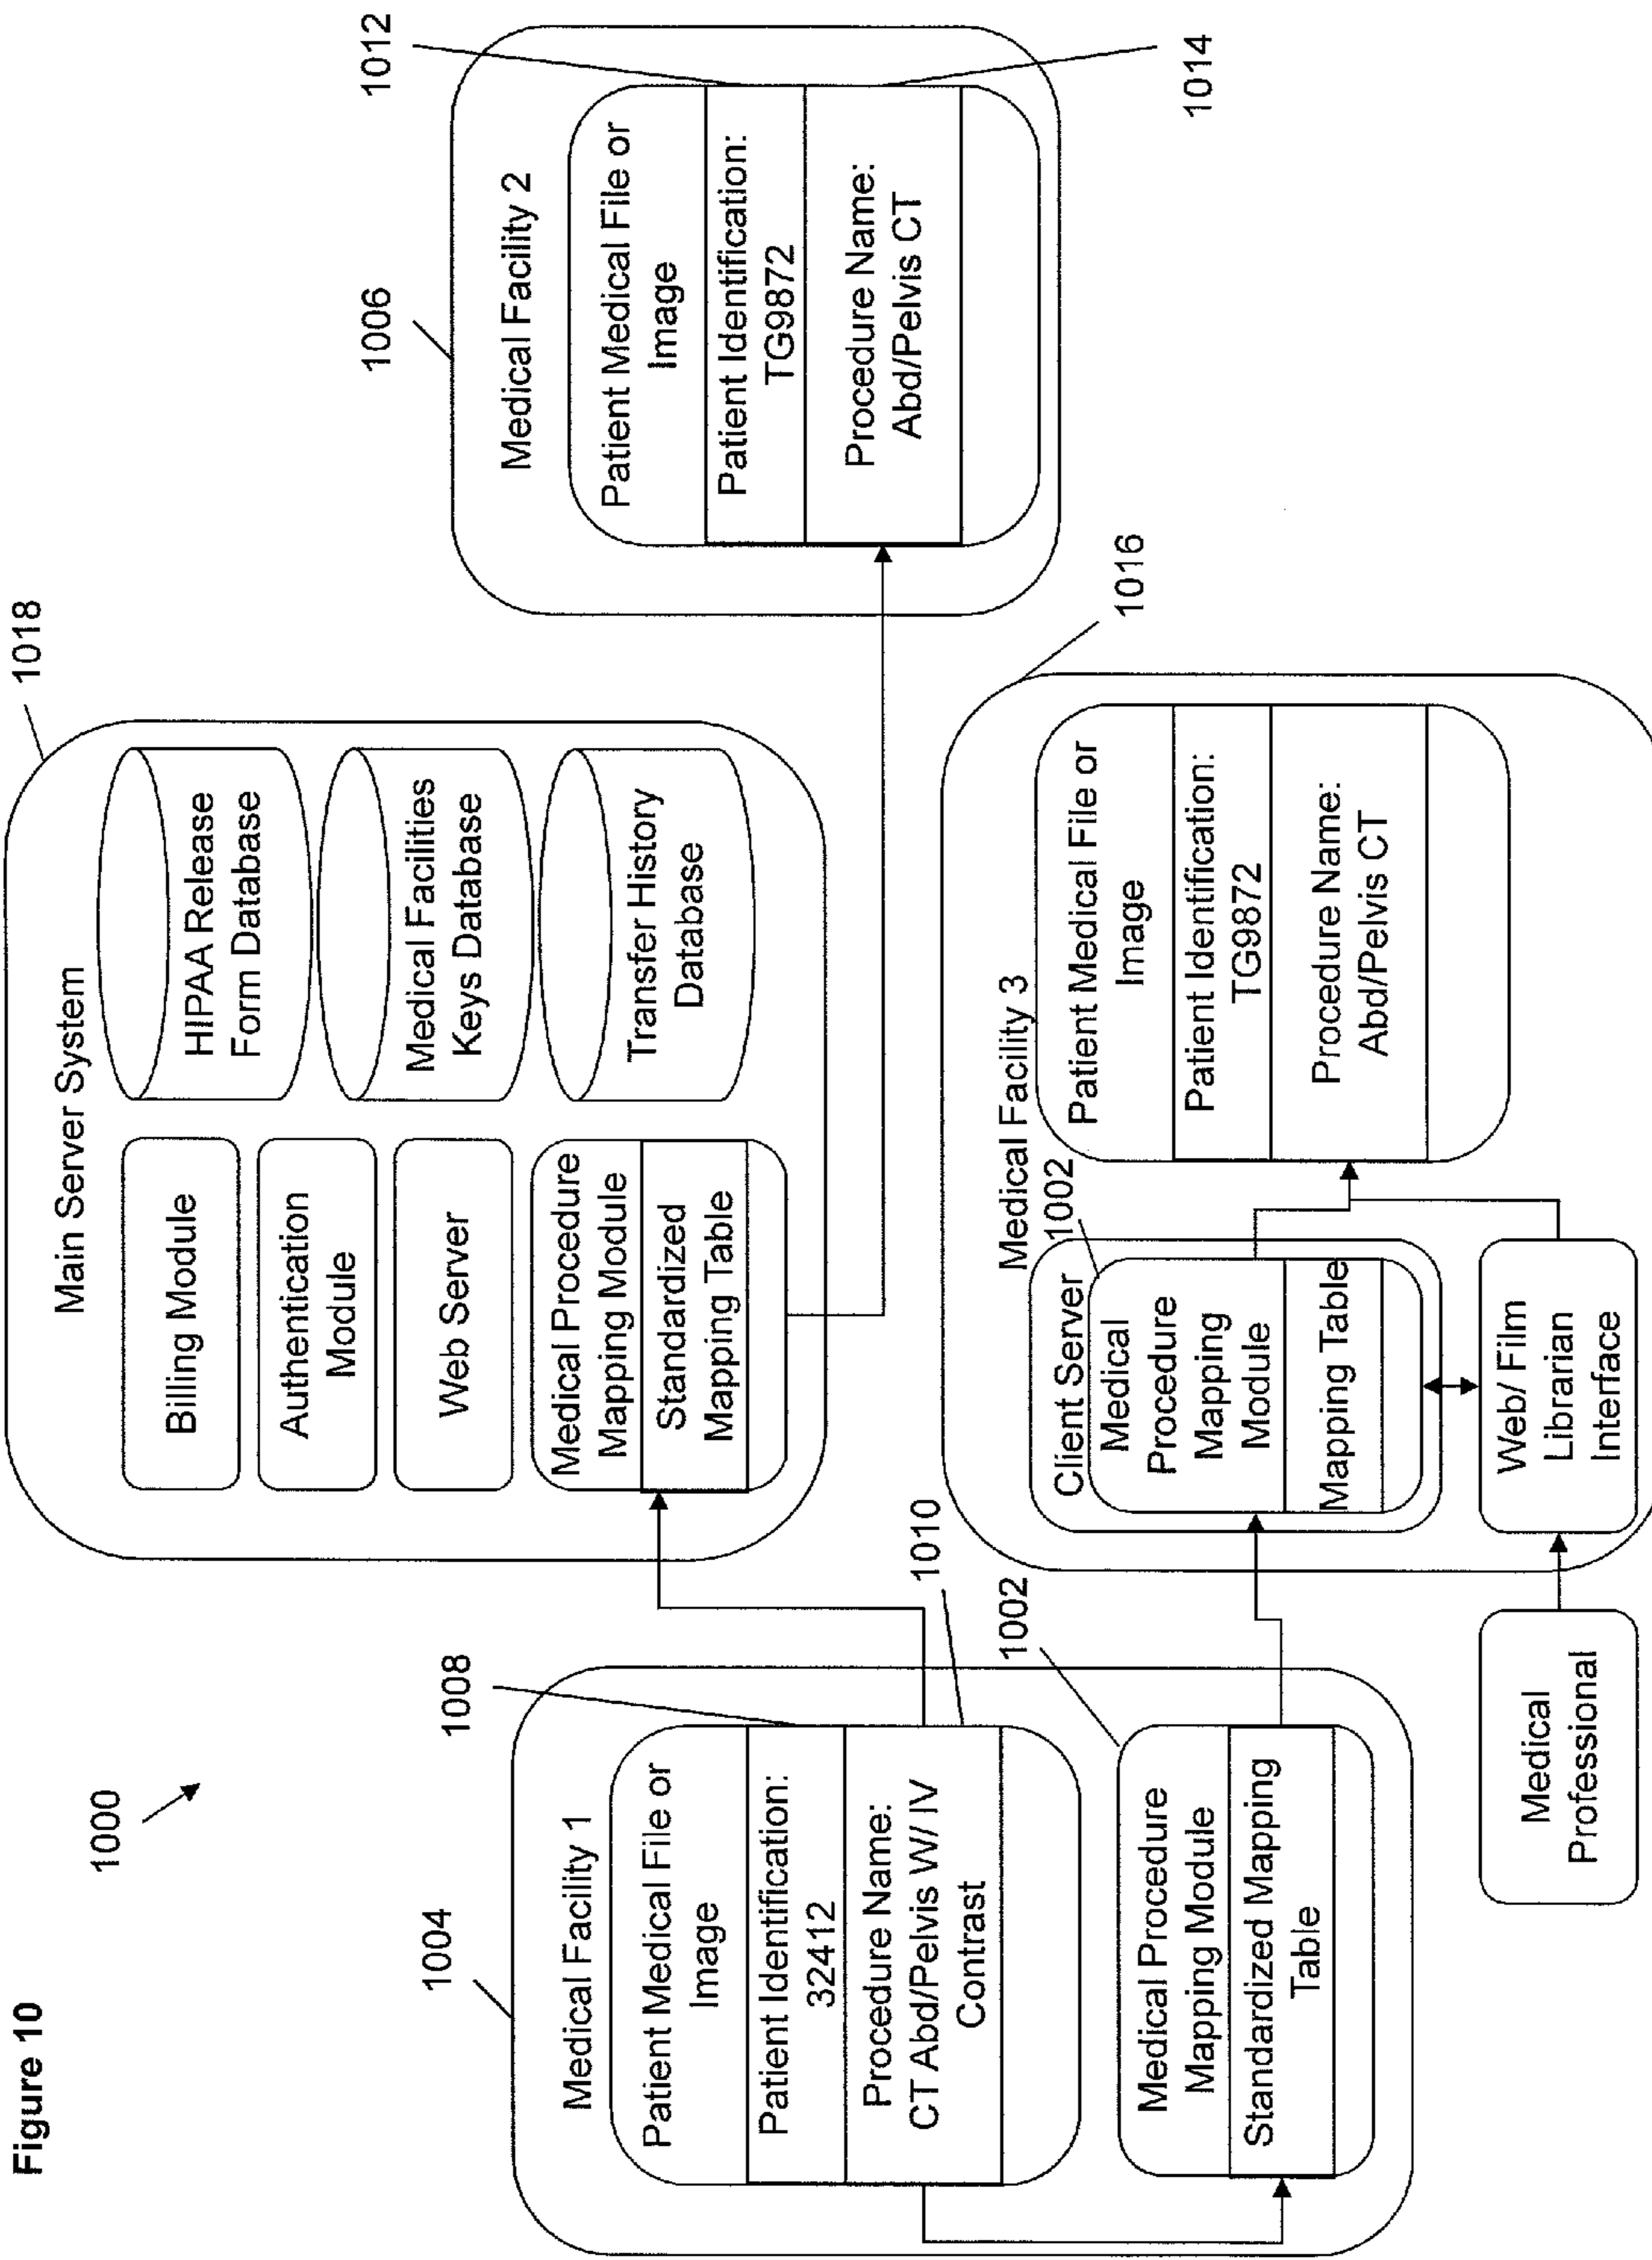 Figure 10
1000
1004
Medical Facility 1
Patient Medical File or
Image
Patient Identification:
32412
Procedure Name:
CT Abd/Pelvis W/ IV
Contrast
1008
1010
Medical Procedure
Mapping Module
Standardized Mapping
Table
1002
Main Server System
1018
Billing Module
Authentication
Module
Web Server
Medical Procedure
Mapping Module
Standardized
Mapping Table
HIPAA Release
Form Database
Medical Facilities
Keys Database
Transfer History
Database
1006
Medical Facility 2
Patient Medical File or
Image
Patient Identification:
TG9872
Procedure Name:
Abd/Pelvis CT
1012
1014
Medical Facility 3
1016
Client Server
1002
Medical
Procedure
Mapping
Module
Mapping Table
Patient Medical File or
Image
Patient Identification:
TG9872
Procedure Name:
Abd/Pelvis CT
Web/ Film
Librarian
Interface
Medical
Professional